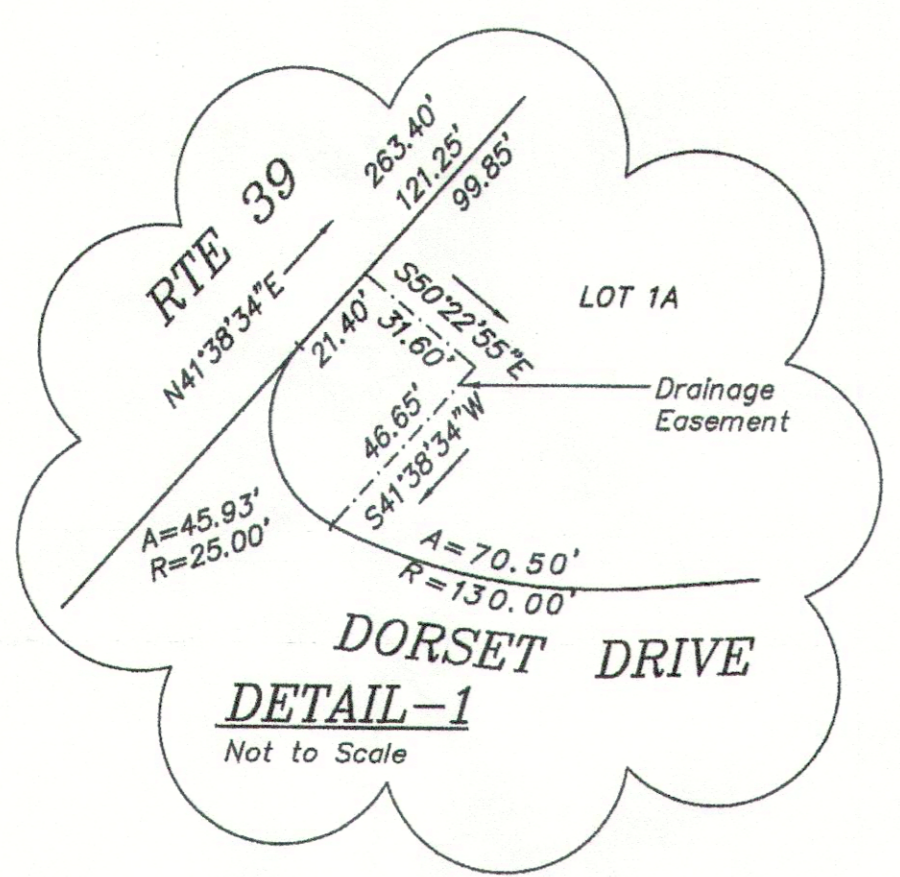 263.40'
121.25'
99.85'
RTE 39
N41°38'34"E
S50°22'55"E
31.60'
21.40'
LOT 1A
Drainage
Easement
46.65'
S41°38'34"W
A=45.93'
R=25.00'
A=70.50'
R=130.00'
DORSET DRIVE
DETAIL-1
Not to Scale